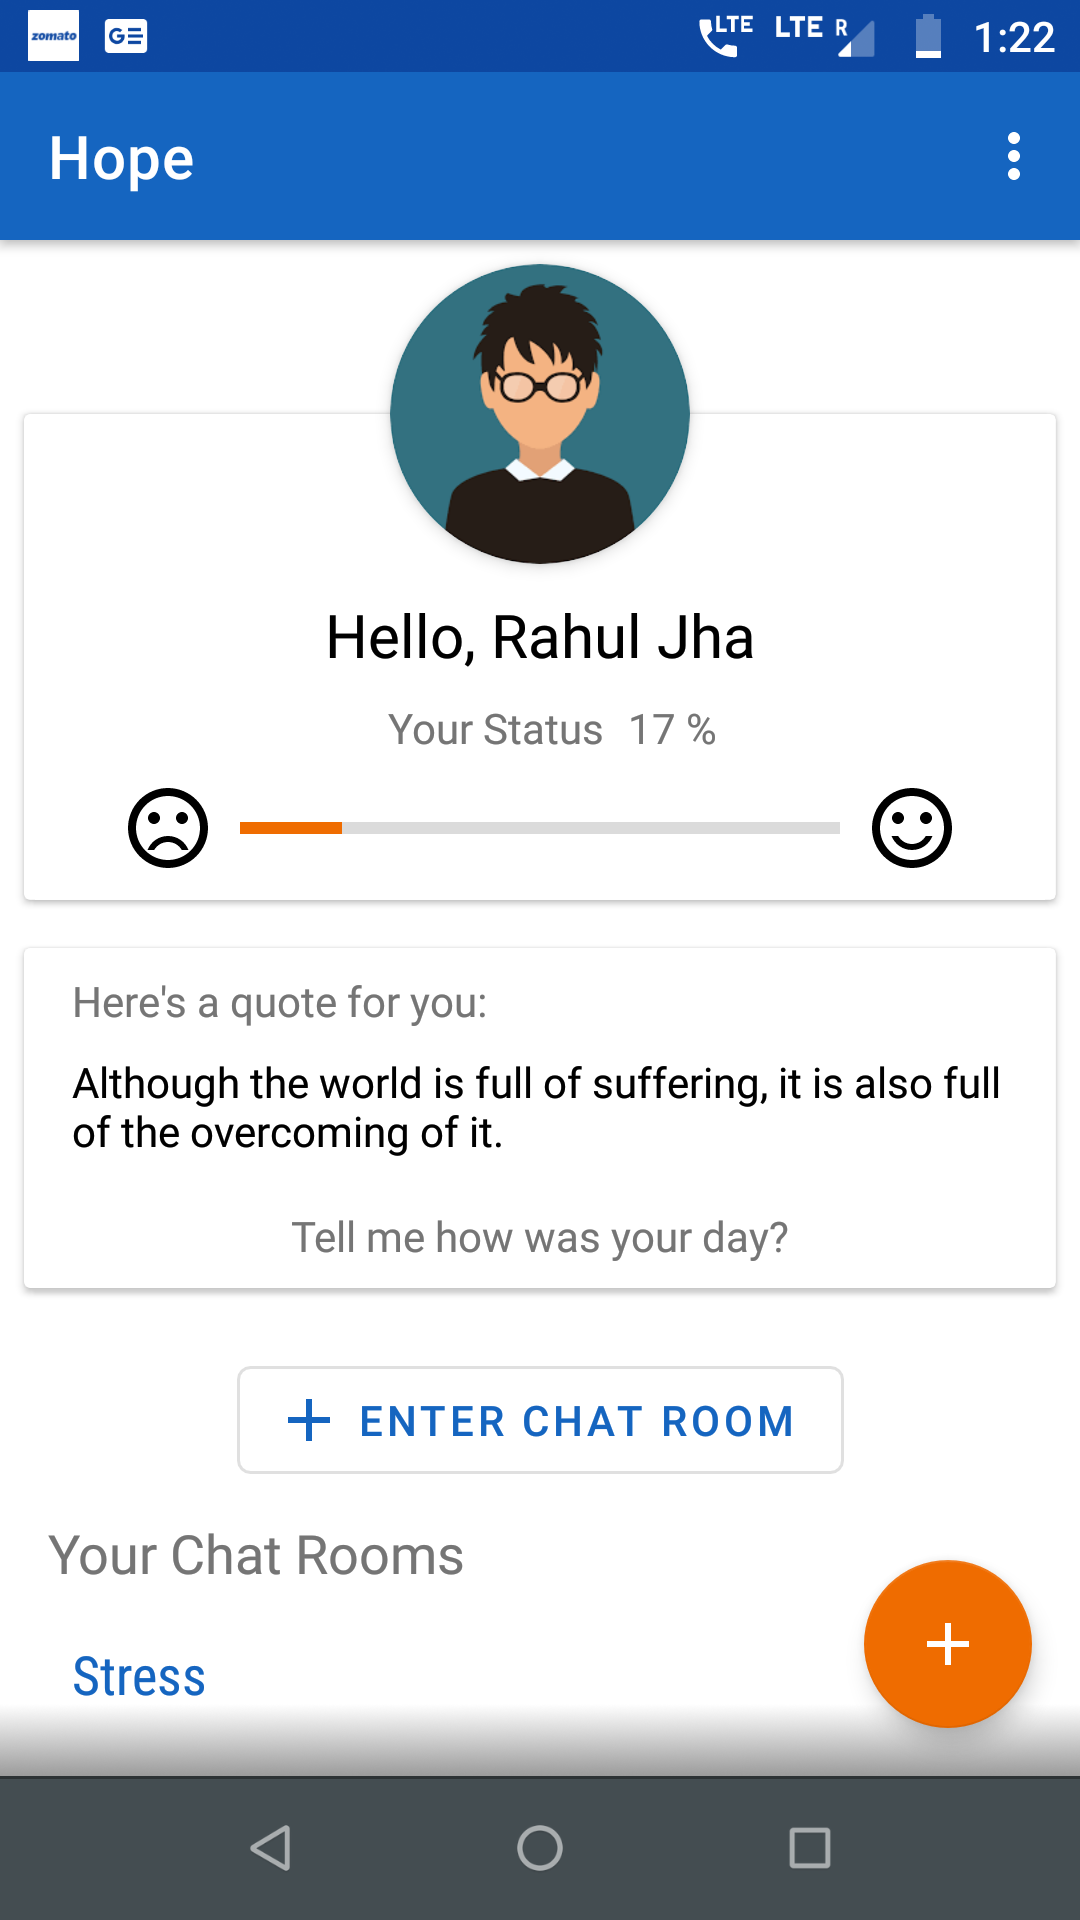 zomato GE LTE LTE R 1:22
Hope
Hello, Rahul Jha
Your Status 17 %
Here's a quote for you:
Although the world is full of suffering, it is also full
of the overcoming of it.
Tell me how was your day?
+ ENTER CHAT ROOM
Your Chat Rooms
+
Stress